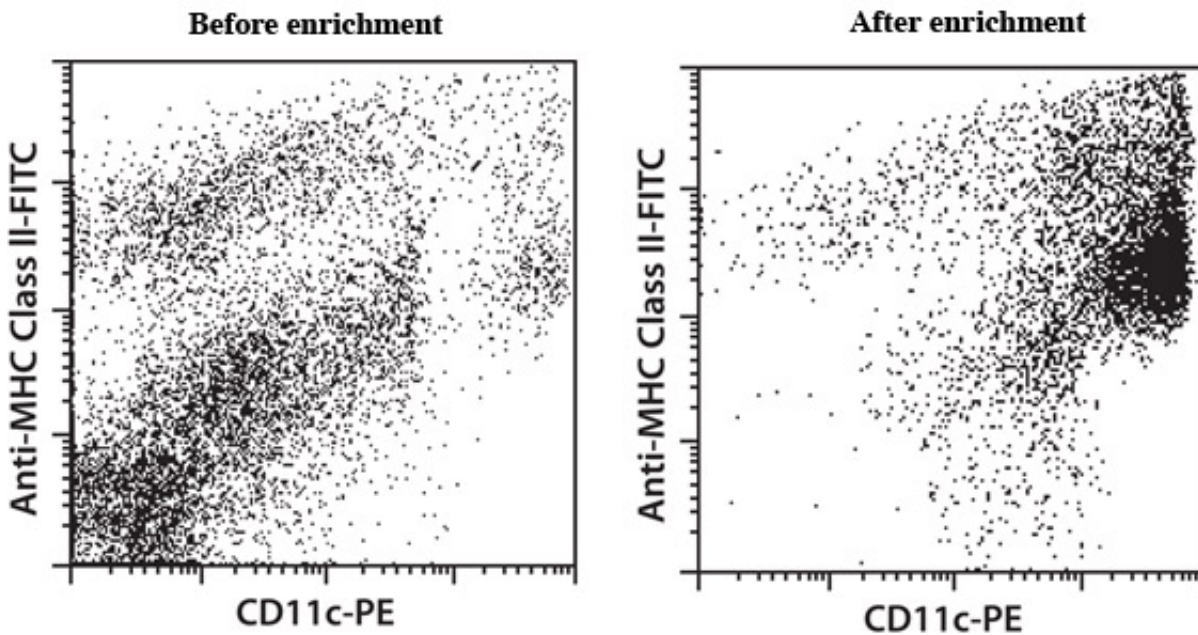 Before enrichment
Anti-MHC Class II-FITC
CD11c-PE
After enrichment
Anti-MHC Class II-FITC
CD11c-PE